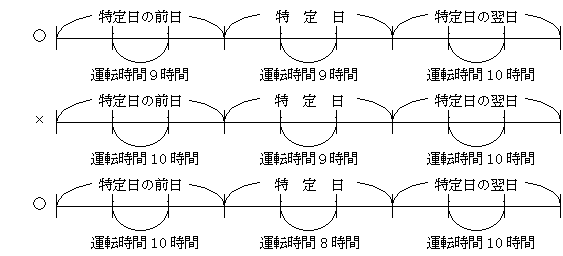 特定日の前日 特 定 日 特定日の翌日
○
運転時間９時間 運転時間９時間 運転時間10時間
特定日の前日 特 定 日 特定日の翌日
×
運転時間10時間 運転時間９時間 運転時間10時間
特定日の前日 特 定 日 特定日の翌日
○
運転時間10時間 運転時間８時間 運転時間10時間